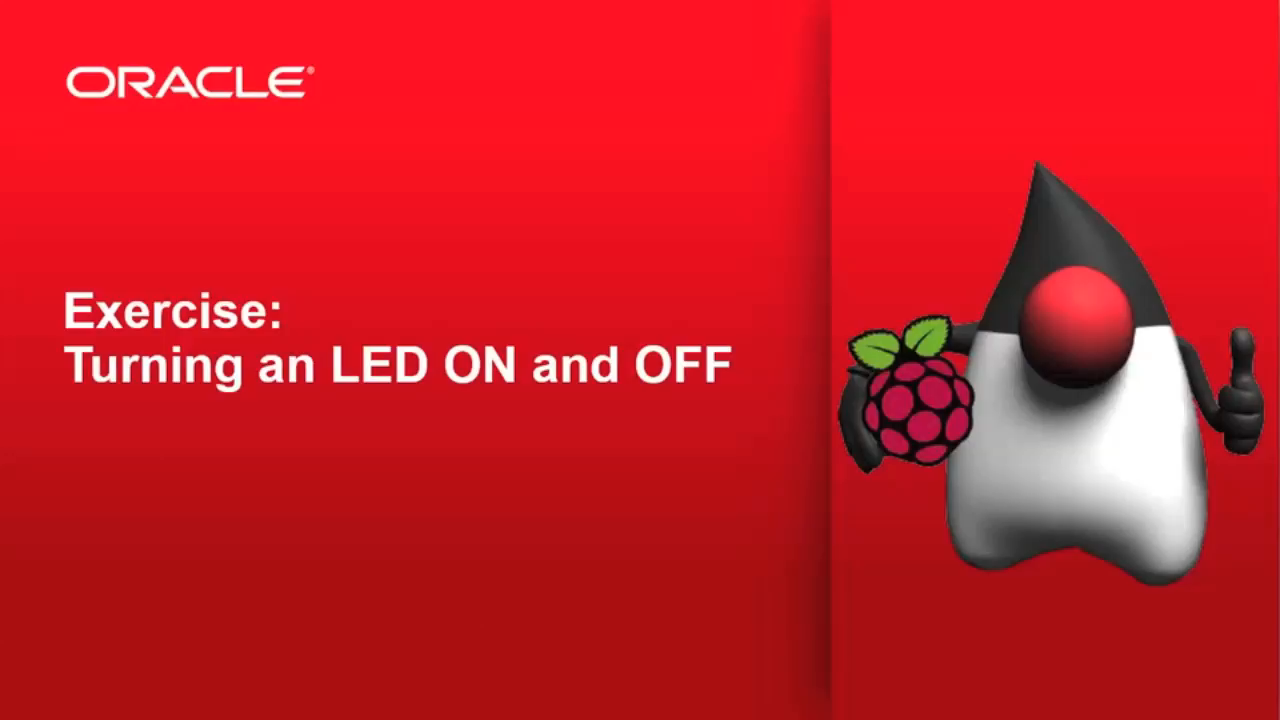 ORACLE®
Exercise:
Turning an LED ON and OFF